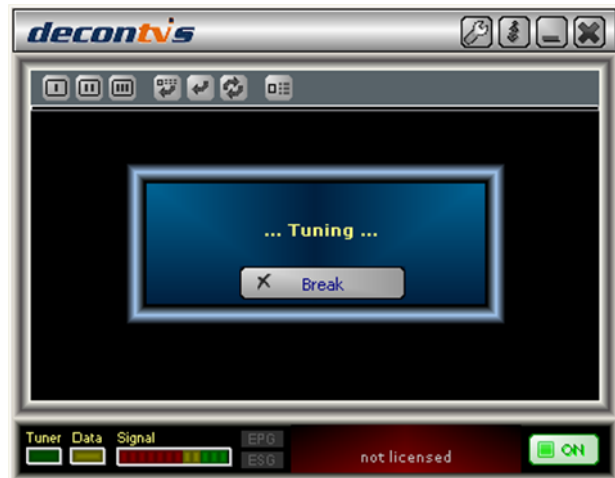 decontvis
... Tuning ...
Break
Tuner Data Signal EPG
ESG
not licensed
ON